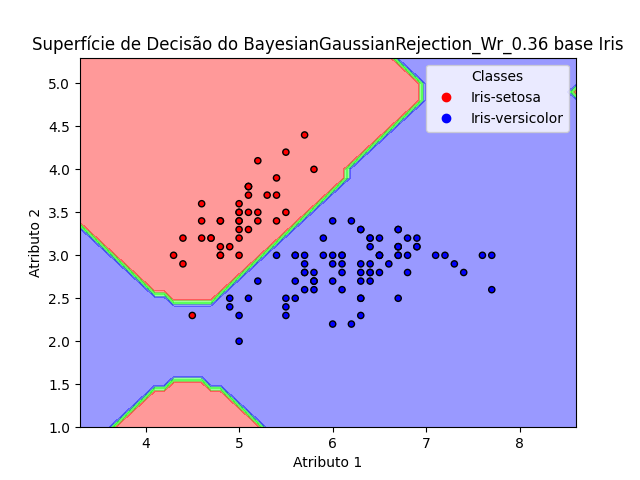 Superfície de Decisão do BayesianGaussianRejection_Wr_0.36 base Iris
Classes
Iris-setosa
Iris-versicolor
Atributo 2
5.0
4.5
4.0
3.5
3.0
2.5
2.0
1.5
1.0
4 5 6 7 8
Atributo 1